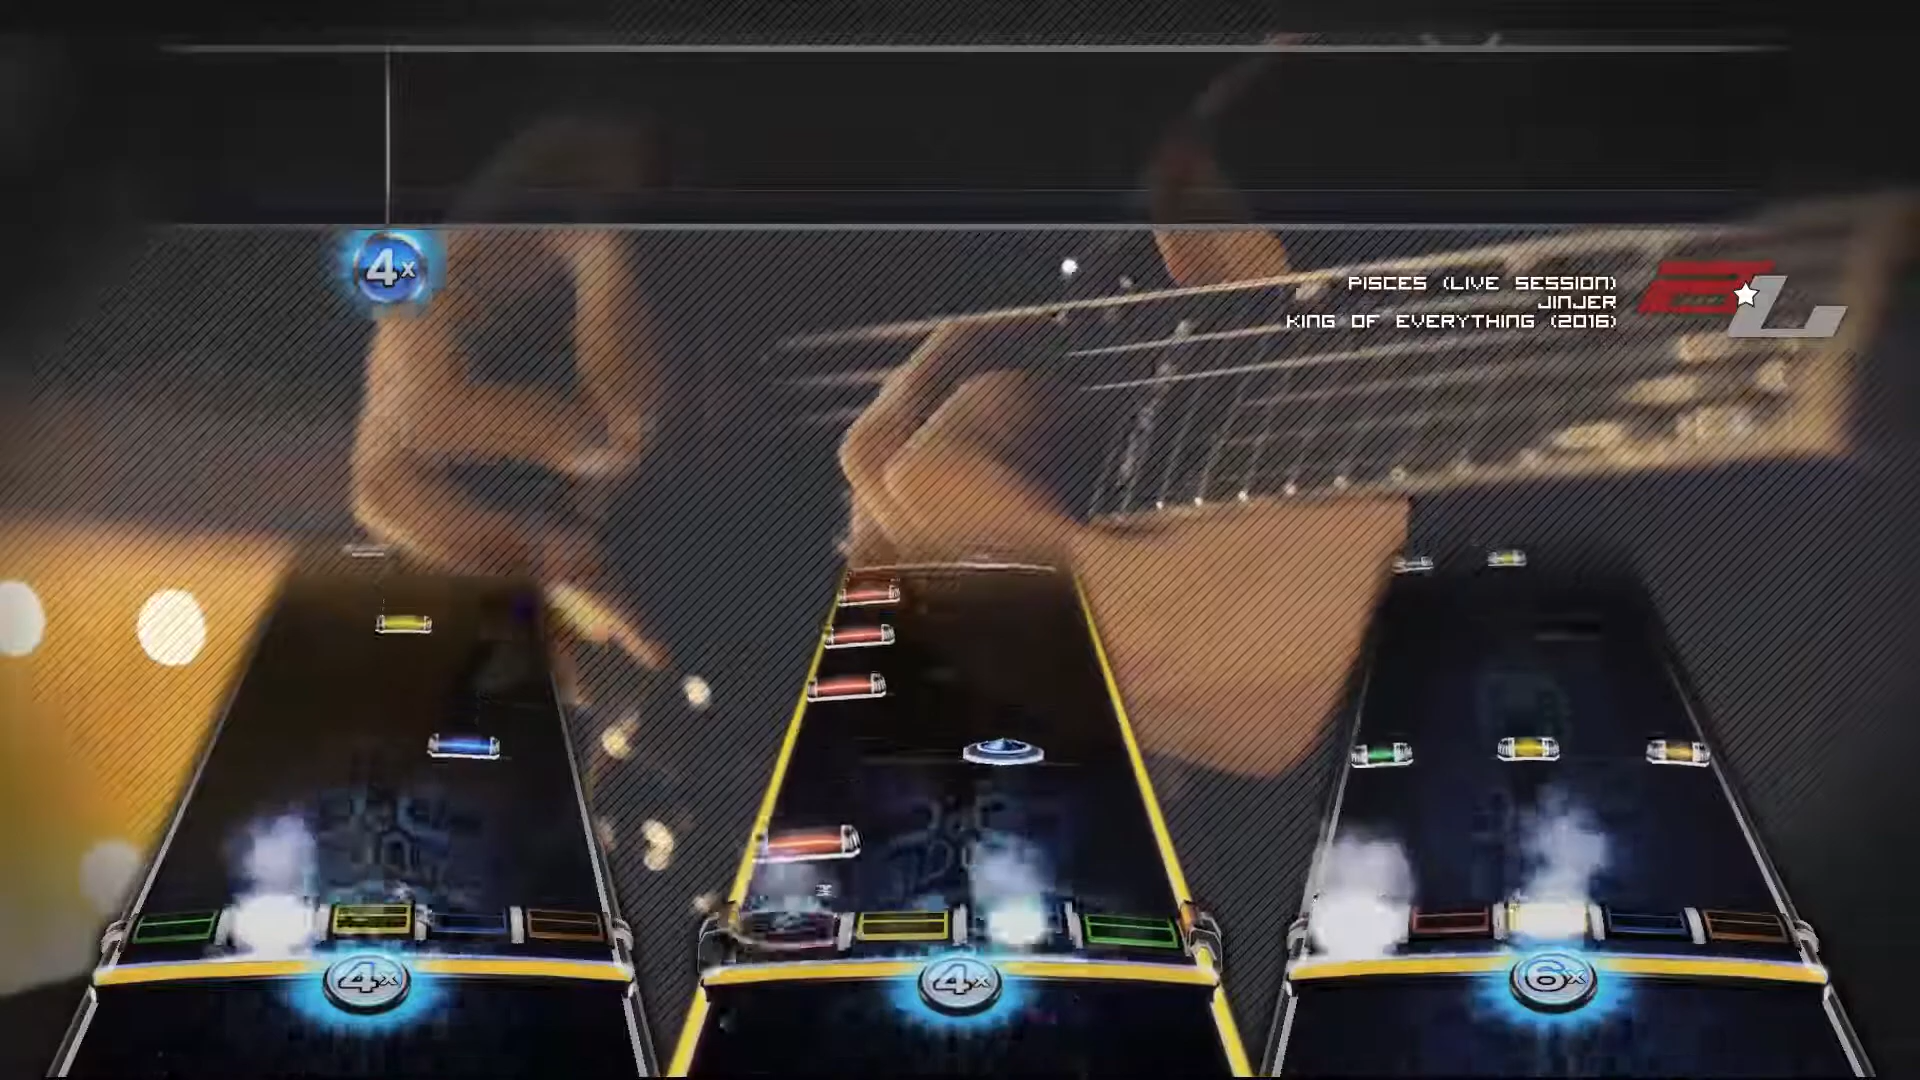 4x
PISCES (LIVE SESSION)
JINJER
KING OF EVERYTHING (2016)
4x
4x
6x